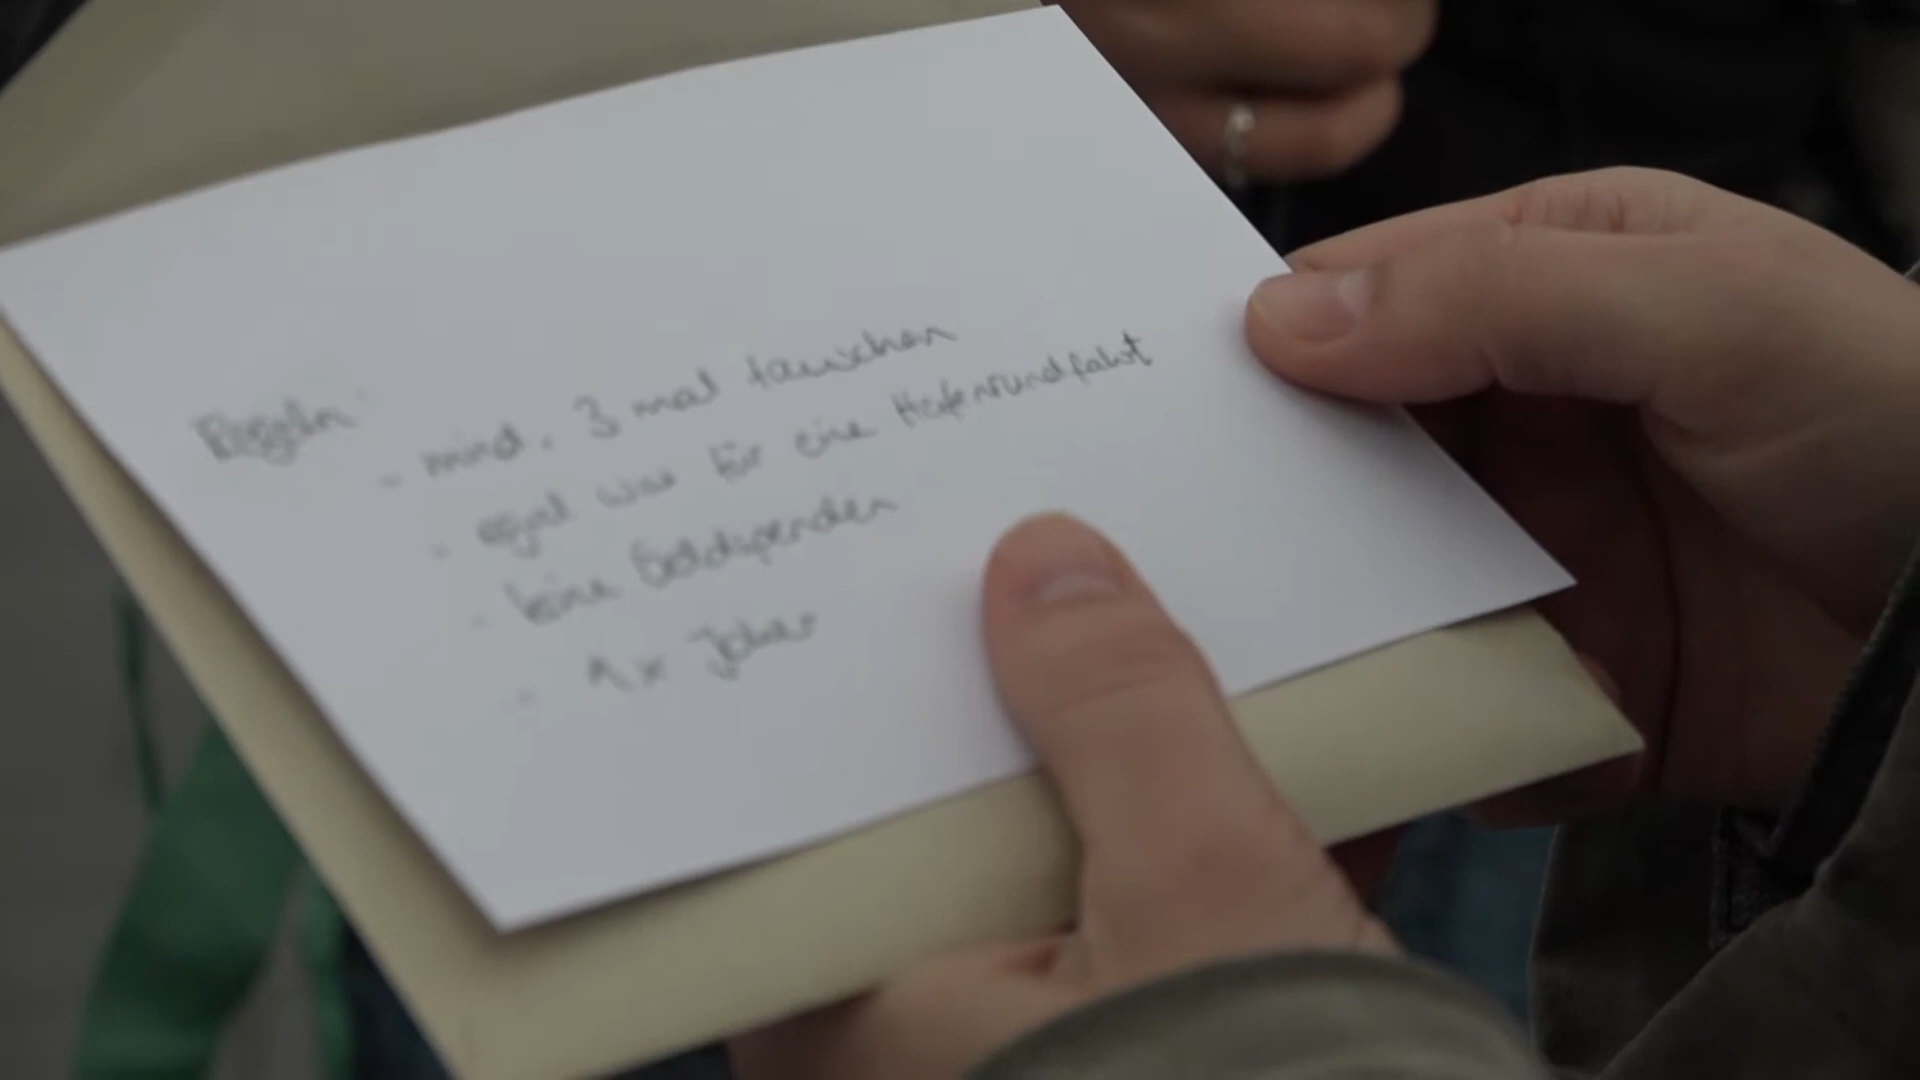 Regeln:
- mind. 3 mal tauschen
- egal was für eine Hafenrundfahrt
- keine Geldspenden
- 1x Joker